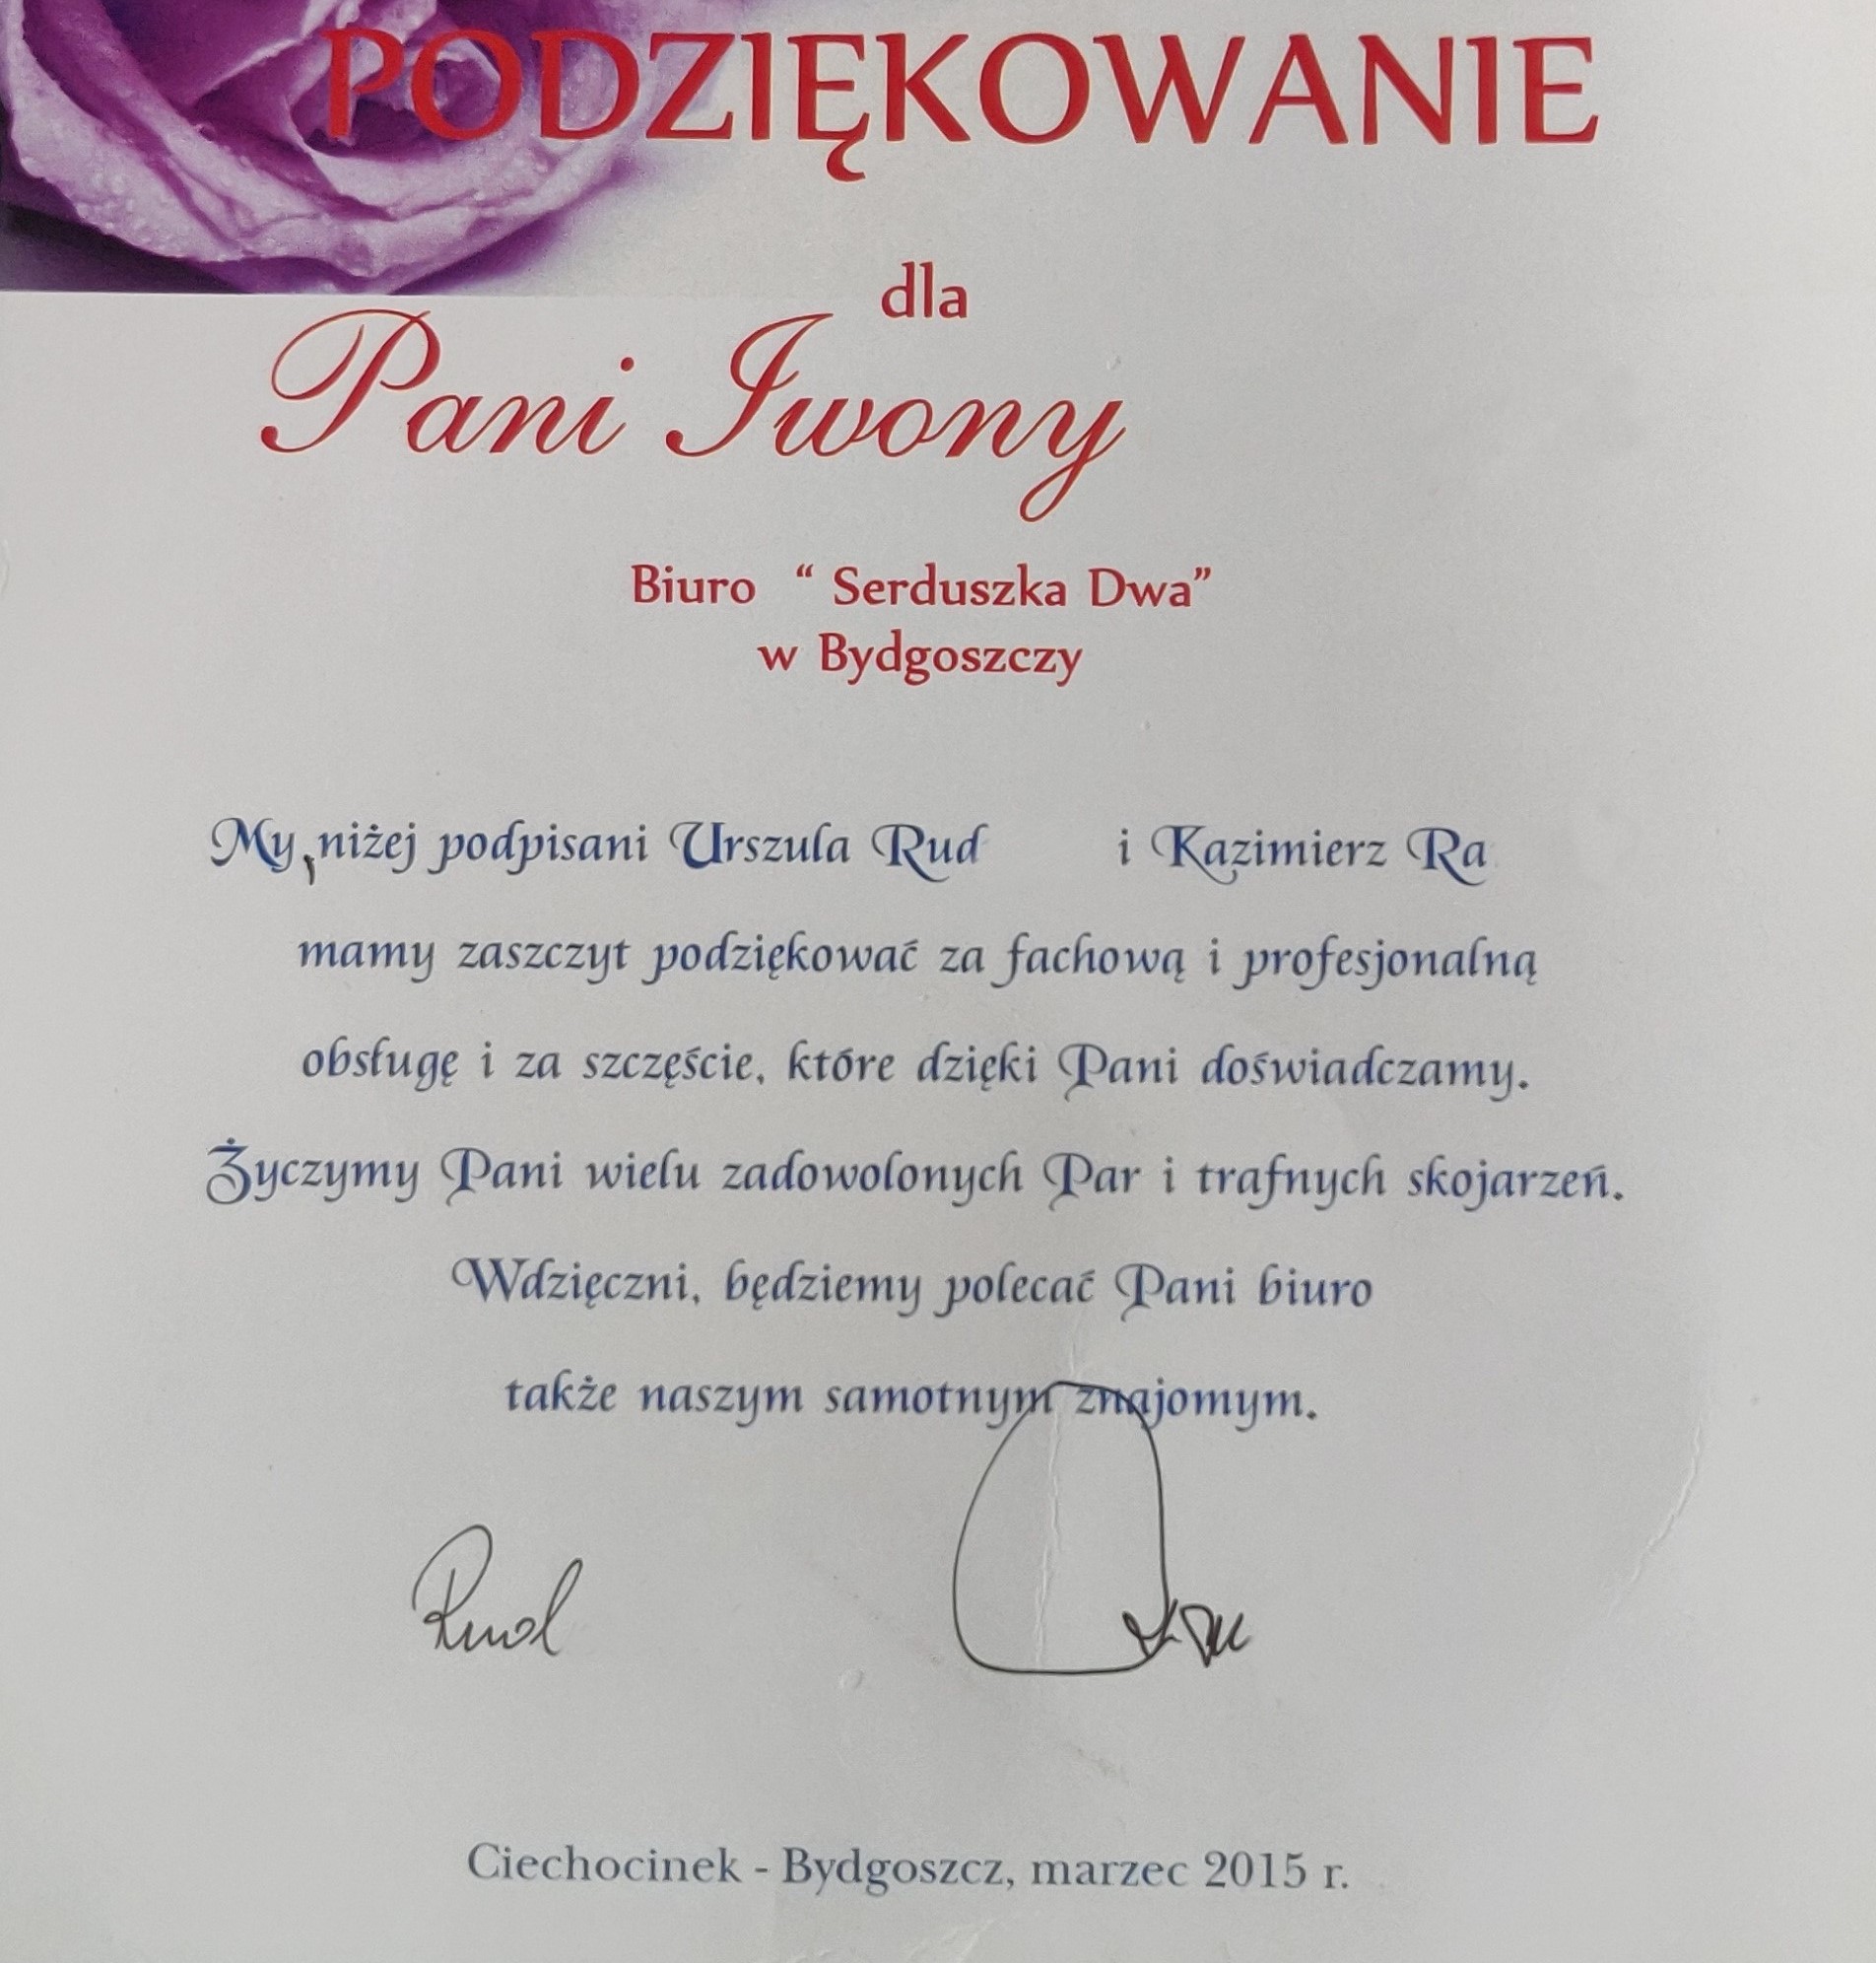 PODZIĘKOWANIE
dla
Pani Iwony
Biuro “ Serduszka Dwa”
w Bydgoszczy
My, niżej podpisani Urszula Rud i Kazimierz Ra
mamy zaszczyt podziękować za fachową i profesjonalną
obsługę i za szczęście, które dzięki Pani doświadczamy.
Życzymy Pani wielu zadowolonych Par i trafnych skojarzeń.
Wdzięczni, będziemy polecać Pani biuro
także naszym samotnym znajomym.
Rud
Ciechocinek - Bydgoszcz, marzec 2015 r.